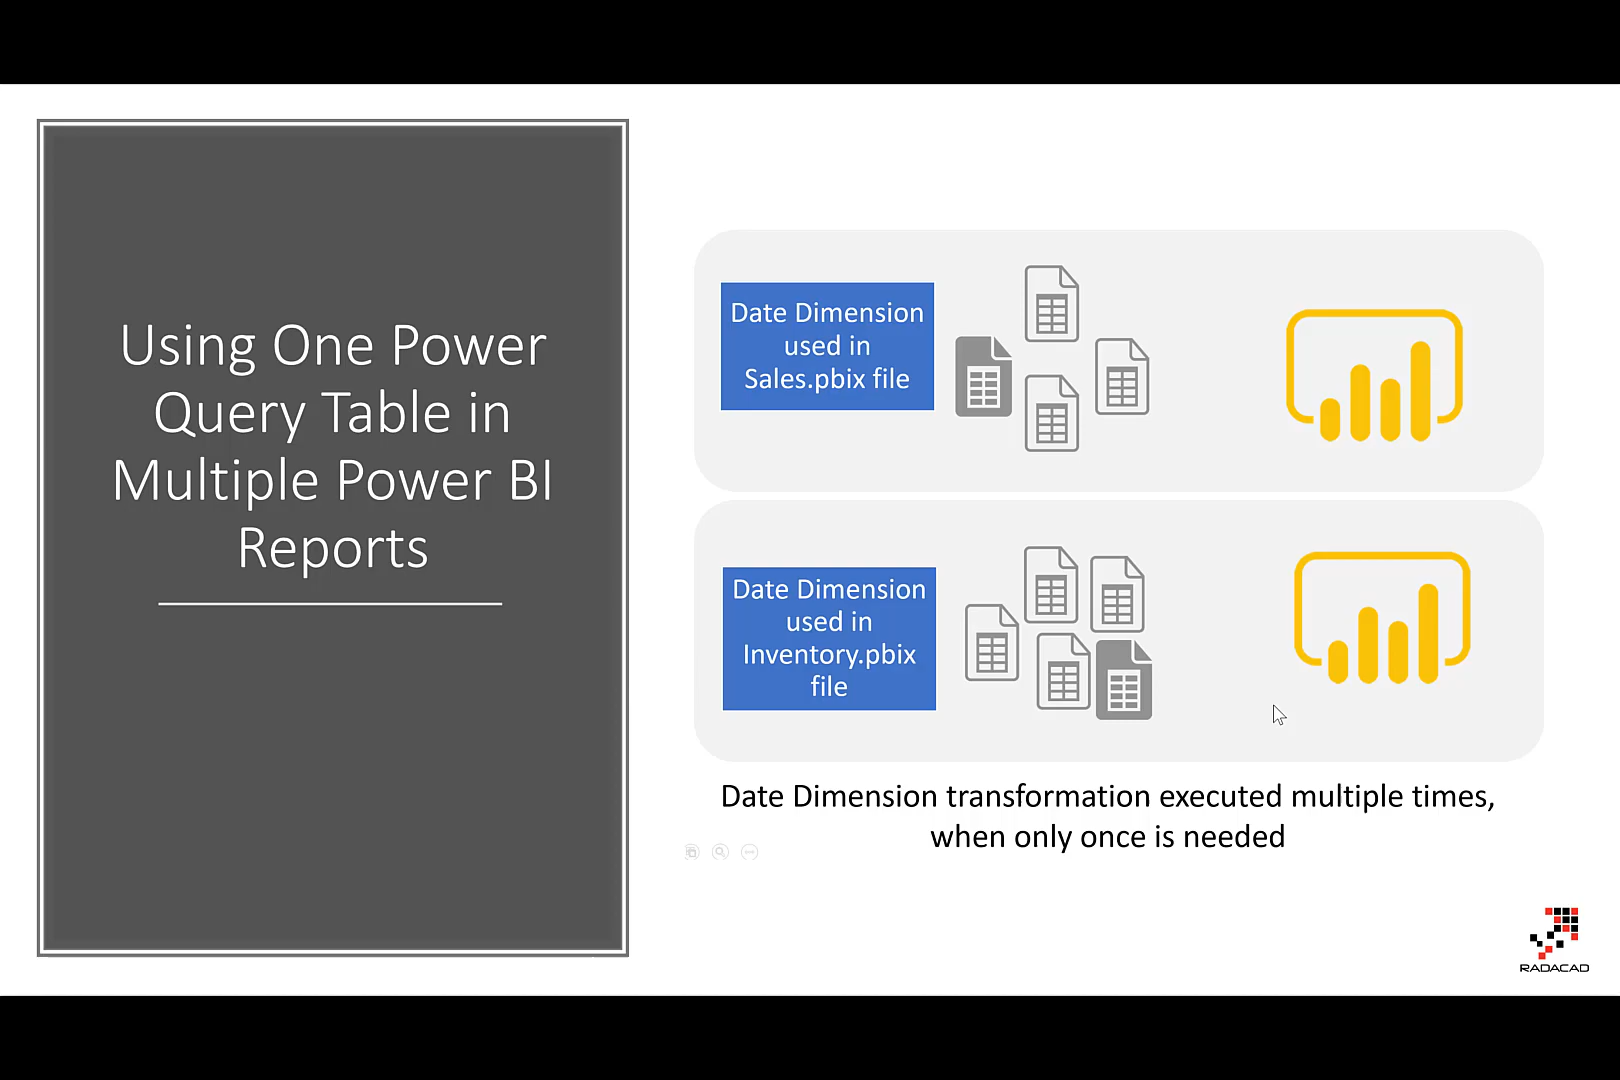 Using One Power
Query Table in
Multiple Power BI
Reports
Date Dimension
used in
Sales.pbix file
Date Dimension
used in
Inventory.pbix
file
Date Dimension transformation executed multiple times,
when only once is needed
RADACAD